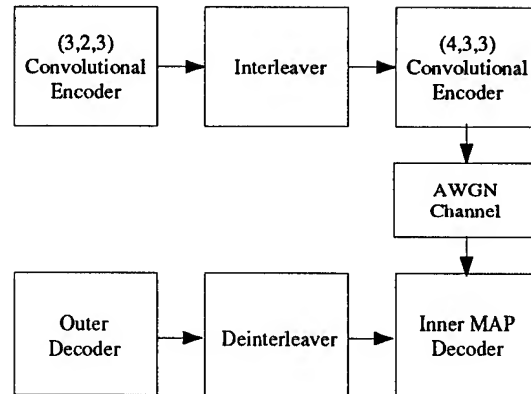 (3,2,3)
Convolutional
Encoder
Interleaver
(4,3,3)
Convolutional
Encoder
AWGN
Channel
Outer
Decoder
Deinterleaver
Inner MAP
Decoder